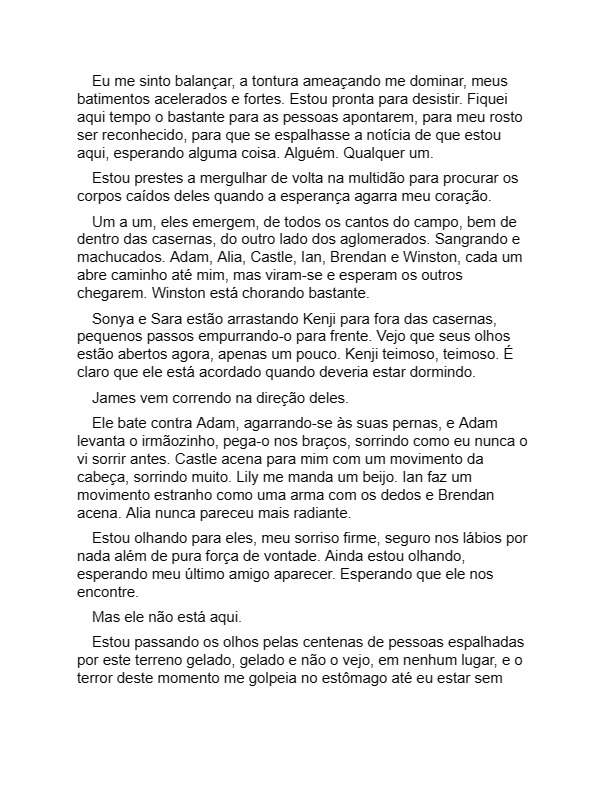 Eu me sinto balançar, a tontura ameaçando me dominar, meus
batimentos acelerados e fortes. Estou pronta para desistir. Fiquei
aqui tempo o bastante para as pessoas apontarem, para meu rosto
ser reconhecido, para que se espalhasse a notícia de que estou
aqui, esperando alguma coisa. Alguém. Qualquer um.
Estou prestes a mergulhar de volta na multidão para procurar os
corpos caídos deles quando a esperança agarra meu coração.
Um a um, eles emergem, de todos os cantos do campo, bem de
dentro das casernas, do outro lado dos aglomerados. Sangrando e
machucados. Adam, Alia, Castle, Ian, Brendan e Winston, cada um
abre caminho até mim, mas viram-se e esperam os outros
chegarem. Winston está chorando bastante.
Sonya e Sara estão arrastando Kenji para fora das casernas,
pequenos passos empurrando-o para frente. Vejo que seus olhos
estão abertos agora, apenas um pouco. Kenji teimoso, teimoso. É
claro que ele está acordado quando deveria estar dormindo.
James vem correndo na direção deles.
Ele bate contra Adam, agarrando-se às suas pernas, e Adam
levanta o irmãozinho, pega-o nos braços, sorrindo como eu nunca o
vi sorrir antes. Castle acena para mim com um movimento da
cabeça, sorrindo muito. Lily me manda um beijo. Ian faz um
movimento estranho como uma arma com os dedos e Brendan
acena. Alia nunca pareceu mais radiante.
Estou olhando para eles, meu sorriso firme, seguro nos lábios por
nada além de pura força de vontade. Ainda estou olhando,
esperando meu último amigo aparecer. Esperando que ele nos
encontre.
Mas ele não está aqui.
Estou passando os olhos pelas centenas de pessoas espalhadas
por este terreno gelado, gelado e não o vejo, em nenhum lugar, e o
terror deste momento me golpeia no estômago até eu estar sem